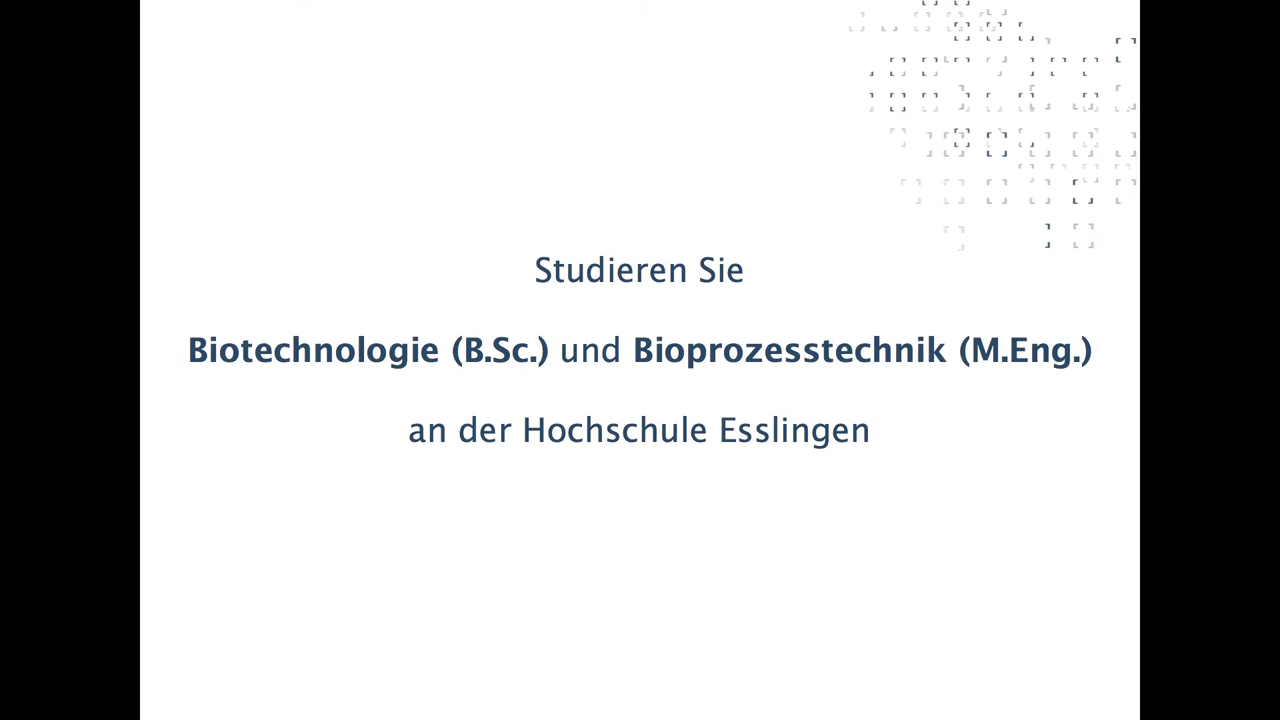 Studieren Sie
Biotechnologie (B.Sc.) und Bioprozesstechnik (M.Eng.)
an der Hochschule Esslingen